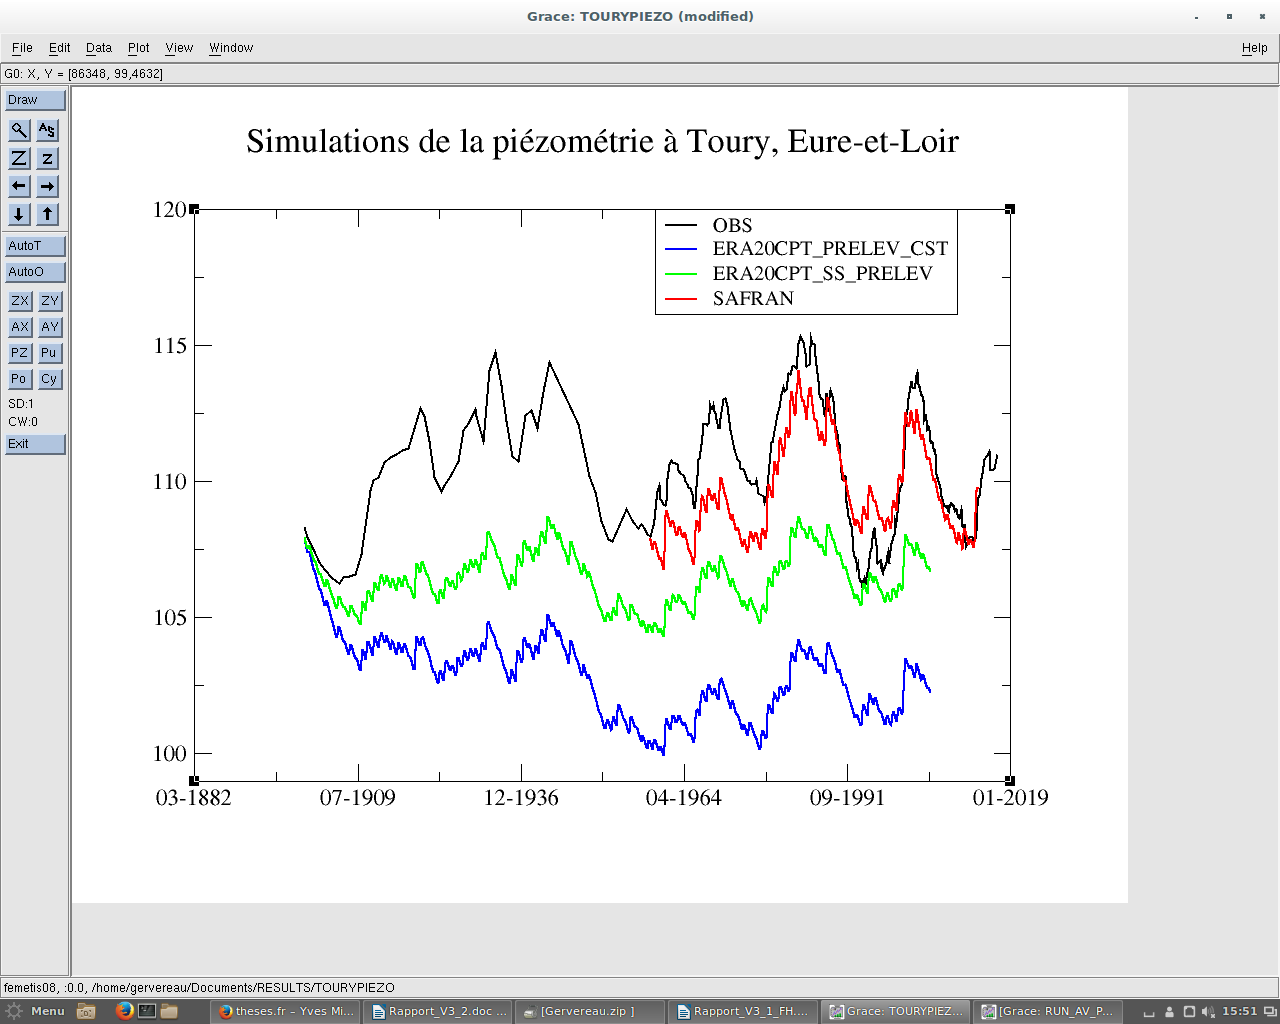 Grace: TOURYPIEZO (modified)
File Edit Data Plot View Window Help
G0: X, Y = [86348, 99,4632]
Draw
AS
Z z
AutoT
AutoO
ZX ZY
AX AY
PZ Pu
Po Cy
SD:1
CW:0
Exit
Simulations de la piézométrie à Toury, Eure-et-Loir
120
115
110
105
100
OBS
ERA20CPT_PRELEV_CST
ERA20CPT_SS_PRELEV
SAFRAN
03-1882 07-1909 12-1936 04-1964 09-1991 01-2019
femetis08, :0.0, /home/gervereau/Documents/RESULTS/TOURYPIEZO
Menu theses.fr – Yves Mi... Rapport_V3_2.doc ... [Gervereau.zip ] Rapport_V3_1_FH.... Grace: TOURYPIEZ... [Grace: RUN_AV_P... 15:51